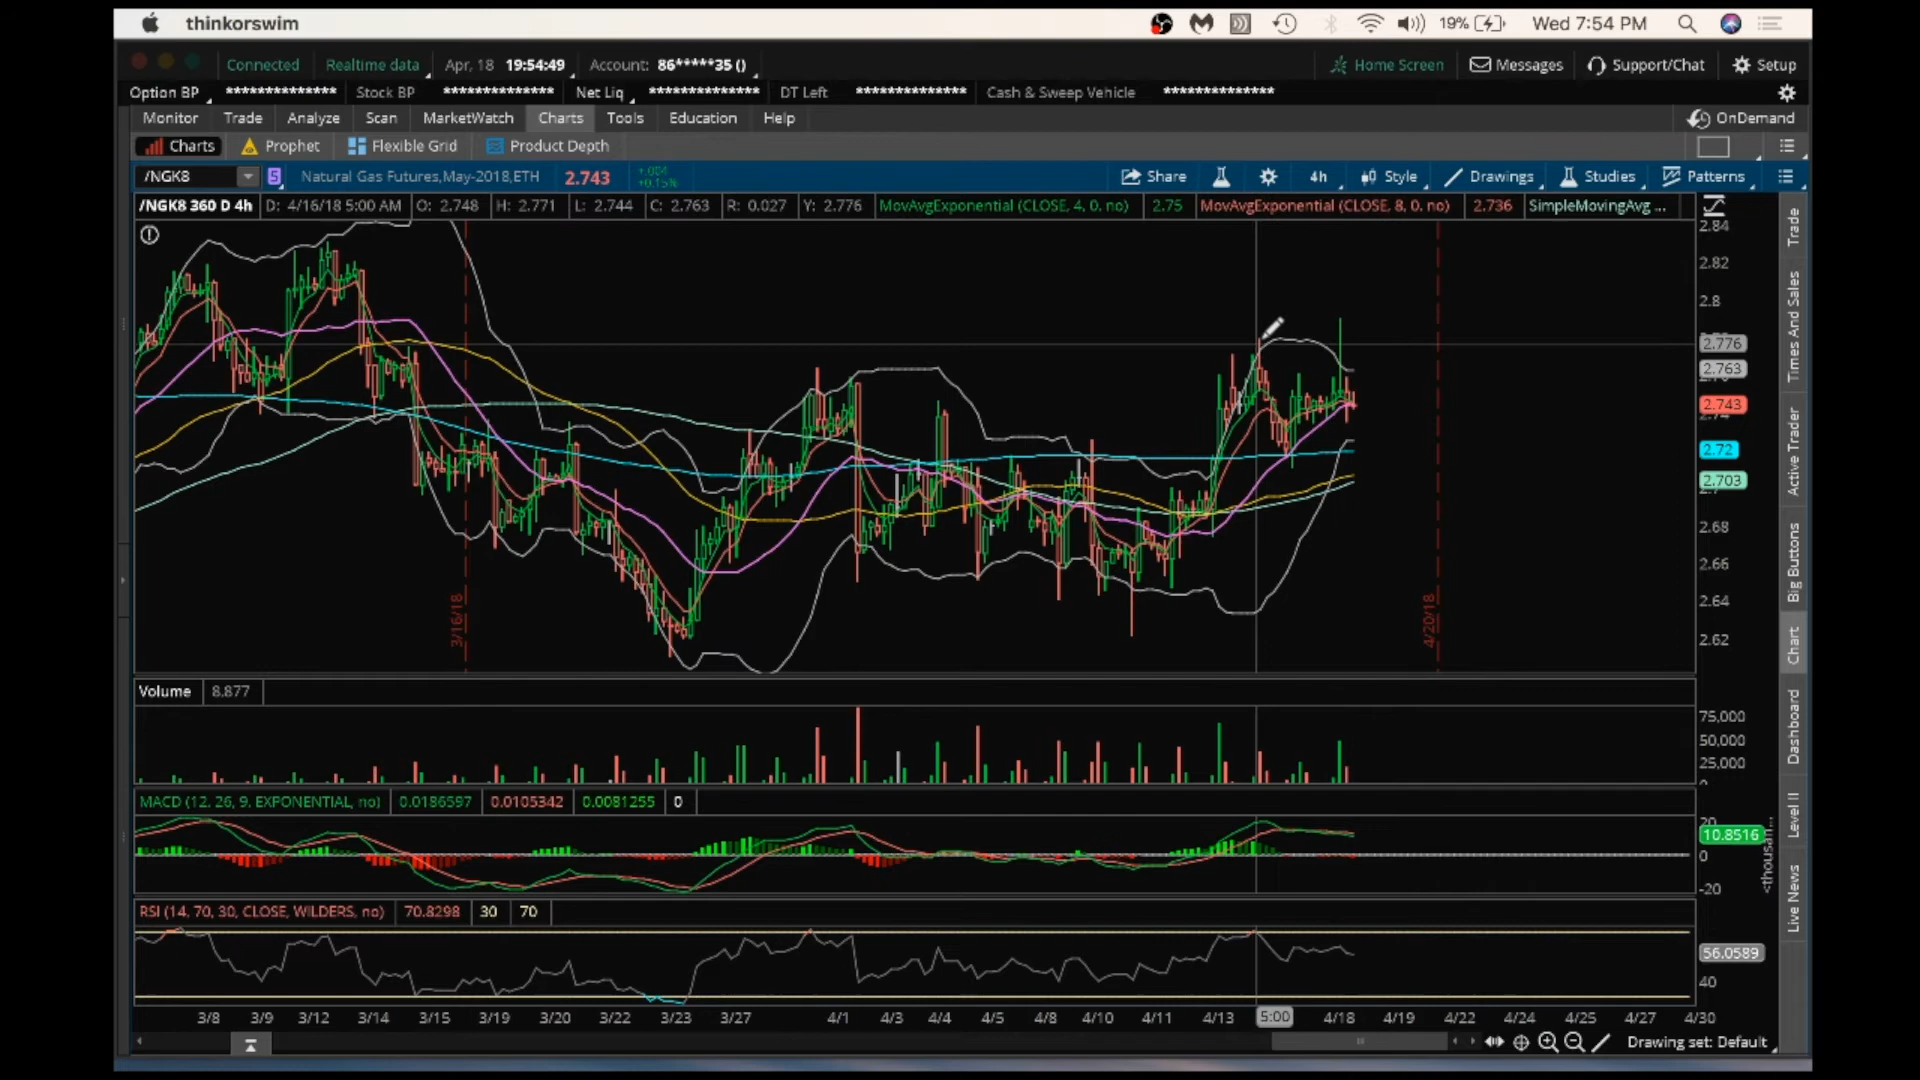 thinkorswim 19% Wed 7:54 PM
Connected Realtime data Apr, 18 19:54:49 Account: 86*****35 () Home Screen Messages Support/Chat Setup
Option BP ************** Stock BP ************** Net Liq ************** DT Left ************** Cash & Sweep Vehicle **************
Monitor Trade Analyze Scan MarketWatch Charts Tools Education Help OnDemand
Charts Prophet Flexible Grid Product Depth
/NGK8 S Natural Gas Futures,May-2018,ETH 2.743 +.004 +0.15% Share 4h Style Drawings Studies Patterns
/NGK8 360 D 4h D: 4/16/18 5:00 AM O: 2.748 H: 2.771 L: 2.744 C: 2.763 R: 0.027 Y: 2.776 MovAvgExponential (CLOSE, 4, 0, no) 2.75 MovAvgExponential (CLOSE, 8, 0, no) 2.736 SimpleMovingAvg ...
2.84
2.82
2.8
2.776
2.763
2.743
2.72
2.703
2.68
2.66
2.64
2.62
3/16/18
4/20/18
Volume 8.877
75,000
50,000
25,000
MACD (12, 26, 9, EXPONENTIAL, no) 0.0186597 0.0105342 0.0081255 0
20
10.8516
0
-20
<thousan...
RSI (14, 70, 30, CLOSE, WILDERS, no) 70.8298 30 70
56.0589
40
3/8 3/9 3/12 3/14 3/15 3/19 3/20 3/22 3/23 3/27 4/1 4/3 4/4 4/5 4/8 4/10 4/11 4/13 5:00 4/18 4/19 4/22 4/24 4/25 4/27 4/30
Drawing set: Default
Trade
Times And Sales
Active Trader
Big Buttons
Chart
Dashboard
Level II
Live News